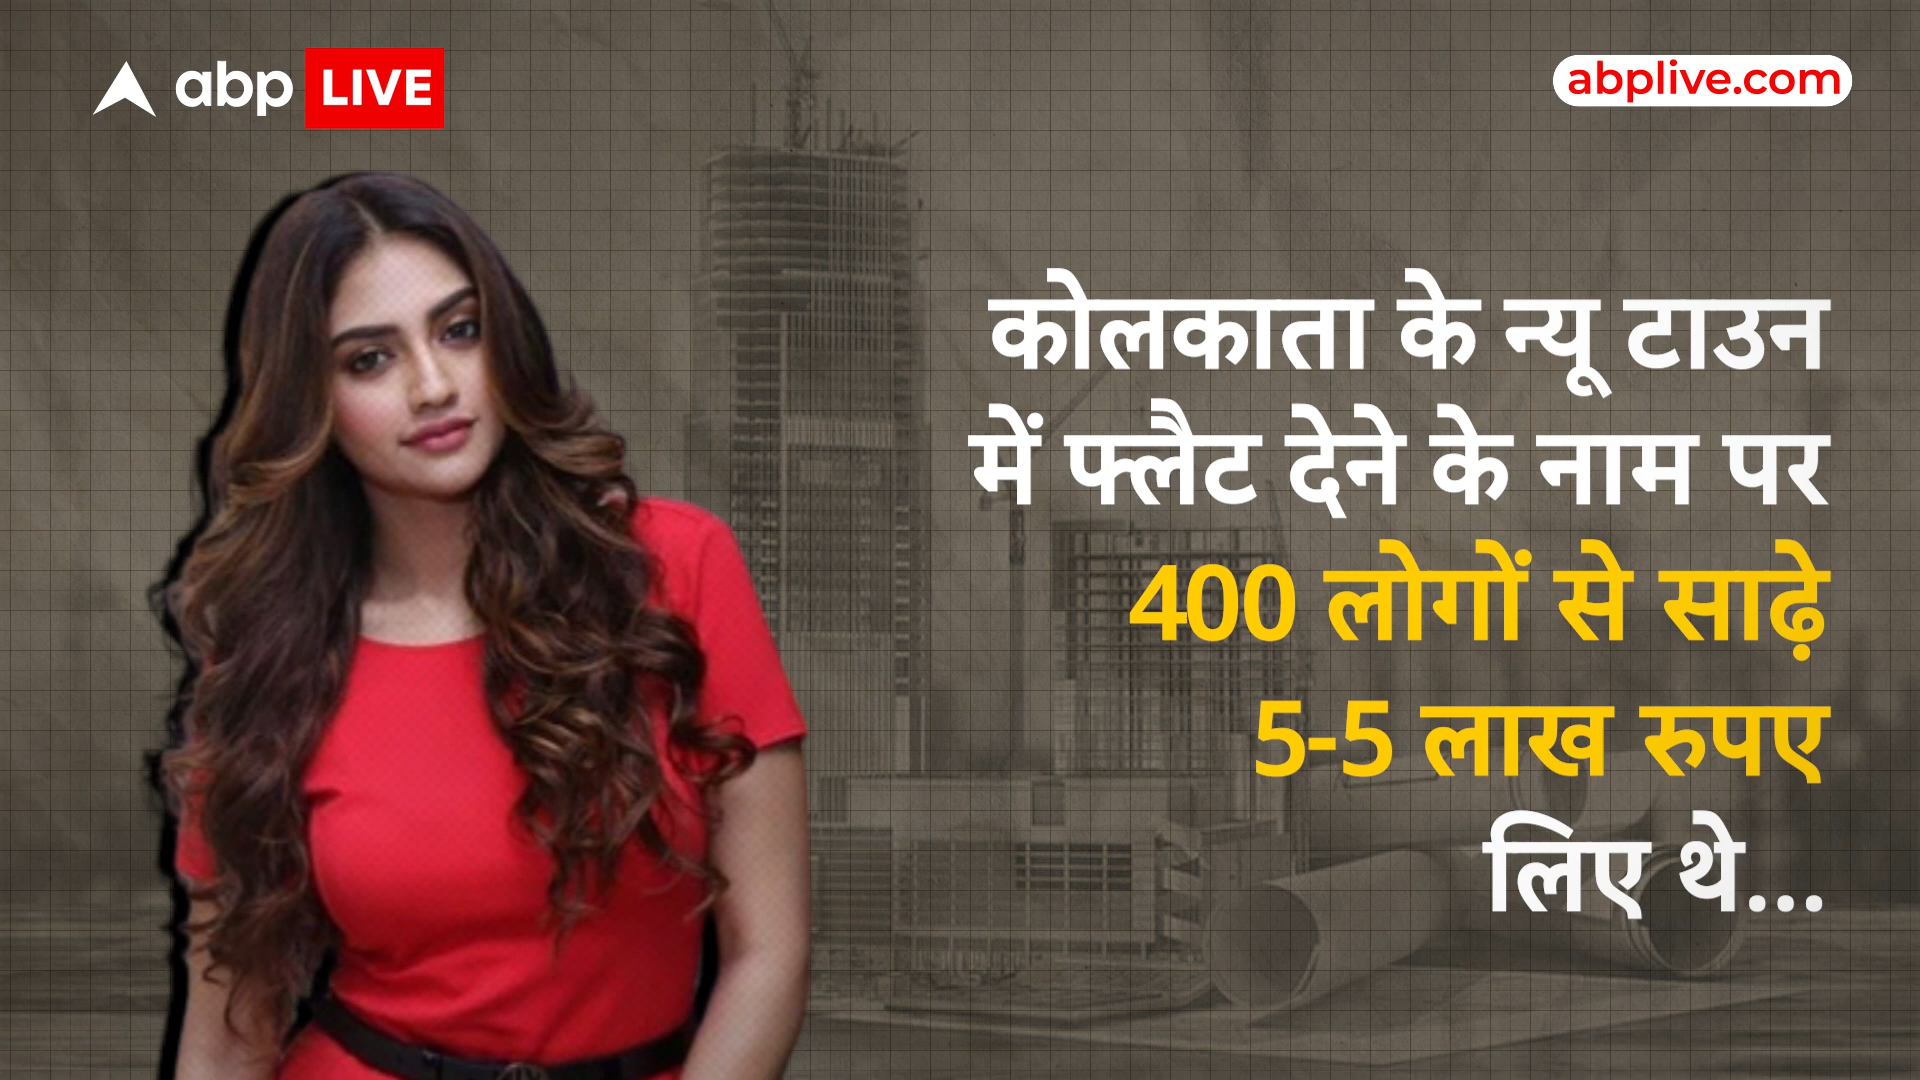 abp LIVE
abplive.com
कोलकाता के न्यू टाउन
में फ्लैट देने के नाम पर
400 लोगों से साढ़े
5-5 लाख रुपए
लिए थे...